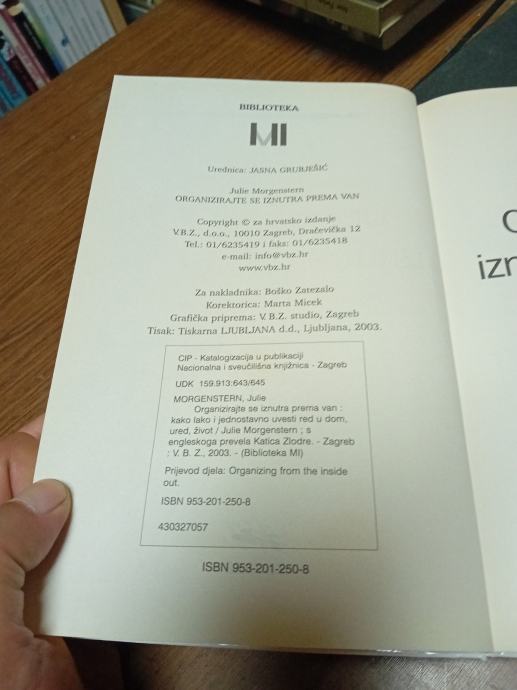 BIBLIOTEKA
MI
Urednica: JASNA GRUBJEŠIĆ
Julie Morgenstern
ORGANIZIRAJTE SE IZNUTRA PREMA VAN
Copyright © za hrvatsko izdanje
V.B.Z., d.o.o., 10010 Zagreb, Dračevička 12
Tel.: 01/6235419 i faks: 01/6235418
e-mail: info@vbz.hr
www.vbz.hr
Za nakladnika: Boško Zatezalo
Korektorica: Marta Micek
Grafička priprema: V. B. Z. studio, Zagreb
Tisak: Tiskarna LJUBLJANA d.d., Ljubljana, 2003.
CIP - Katalogizacija u publikaciji
Nacionalna i sveučilišna knjižnica - Zagreb
UDK 159.913:643/645
MORGENSTERN, Julie
Organizirajte se iznutra prema van :
kako lako i jednostavno uvesti red u dom,
ured, život / Julie Morgenstern ; s
engleskoga prevela Katica Zlodre. - Zagreb
: V. B. Z., 2003. - (Biblioteka MI)
Prijevod djela: Organizing from the inside
out.
ISBN 953-201-250-8
430327057
ISBN 953-201-250-8